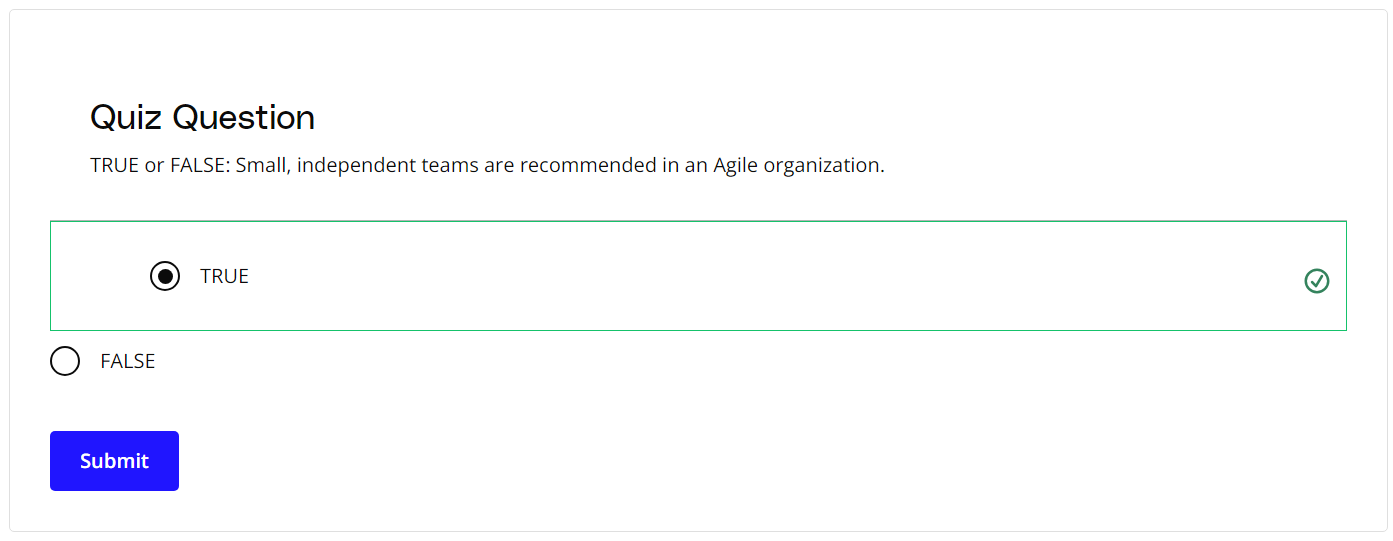 Quiz Question
TRUE or FALSE: Small, independent teams are recommended in an Agile organization.
TRUE
FALSE
Submit